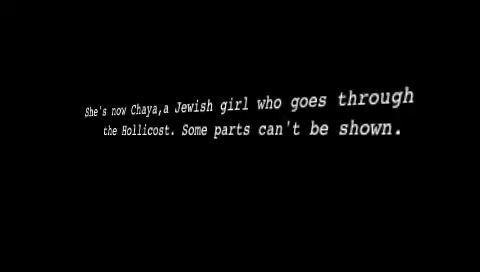 She's now Chaya,a Jewish girl who goes through
the Hollicost. Some parts can't be shown.